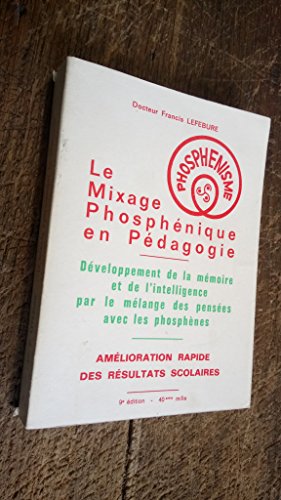 Docteur Francis LEFEBURE
PHOSPHENISME
Le
Mixage
Phosphénique
en Pédagogie
Développement de la mémoire
et de l'intelligence
par le mélange des pensées
avec les phosphènes
AMÉLIORATION RAPIDE
DES RÉSULTATS SCOLAIRES
9e édition - 40ème mille